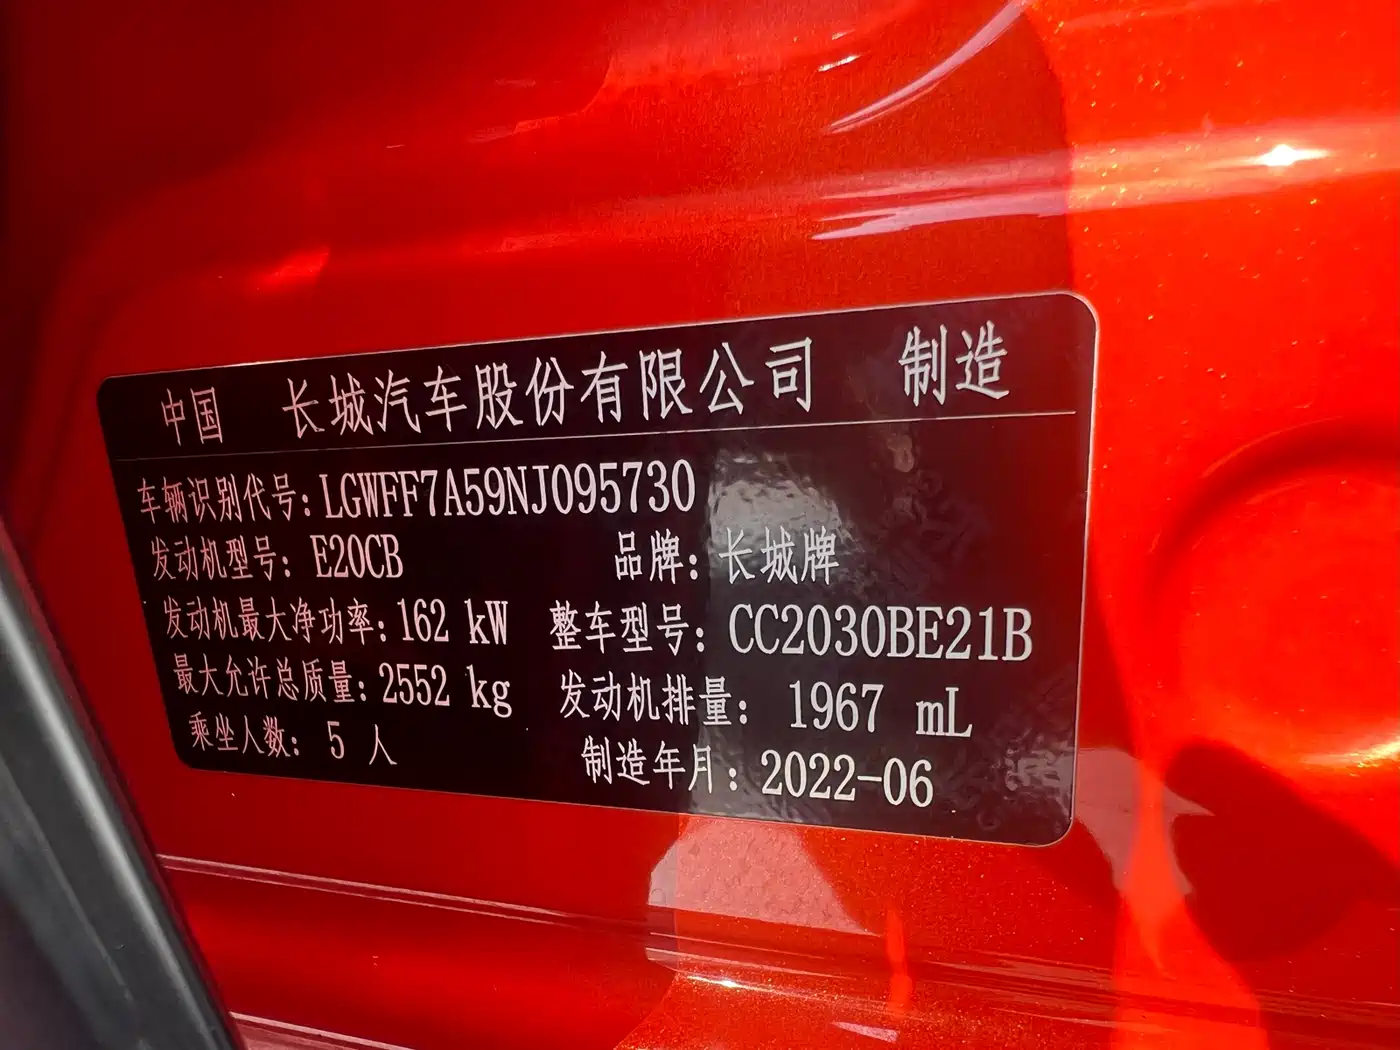 中国 长城汽车股份有限公司 制造
车辆识别代号:LGWFF7A59NJ095730
发动机型号: E20CB 品牌: 长城牌
发动机最大净功率: 162 kW 整车型号: CC2030BE21B
最大允许总质量: 2552 kg 发动机排量: 1967 mL
乘坐人数: 5 人 制造年月: 2022-06